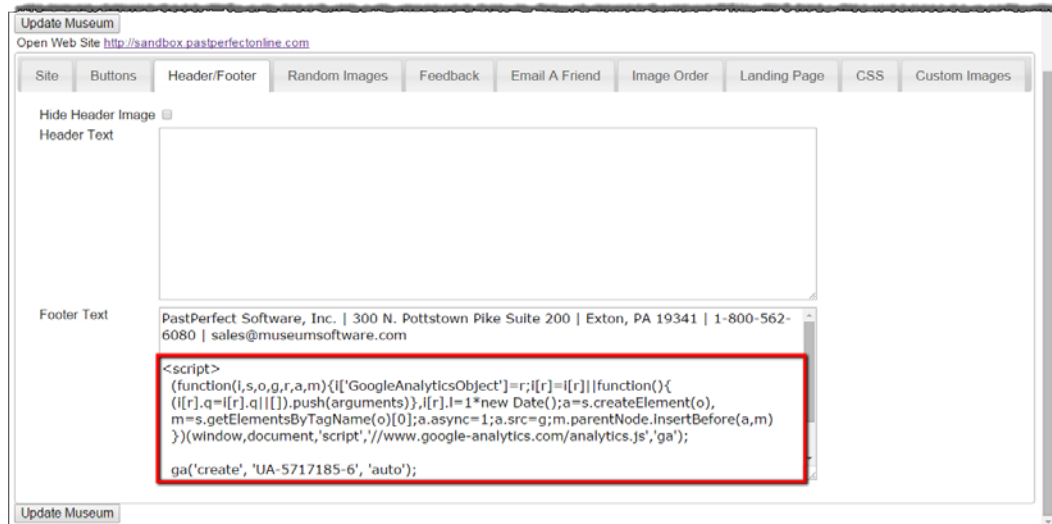 Update Museum
Open Web Site http://sandbox.pastperfectonline.com
Site Buttons Header/Footer Random Images Feedback Email A Friend Image Order Landing Page CSS Custom Images
Hide Header Image
Header Text
Footer Text
PastPerfect Software, Inc. | 300 N. Pottstown Pike Suite 200 | Exton, PA 19341 | 1-800-562-
6080 | sales@museumsoftware.com
<script>
(function(i,s,o,g,r,a,m){i['GoogleAnalyticsObject']=r;i[r]=i[r]||function(){
(i[r].q=i[r].q||[]).push(arguments)},i[r].l=1*new Date();a=s.createElement(o),
m=s.getElementsByTagName(o)[0];a.async=1;a.src=g;m.parentNode.insertBefore(a,m)
})(window,document,'script','//www.google-analytics.com/analytics.js','ga');
ga('create', 'UA-5717185-6', 'auto');
Update Museum